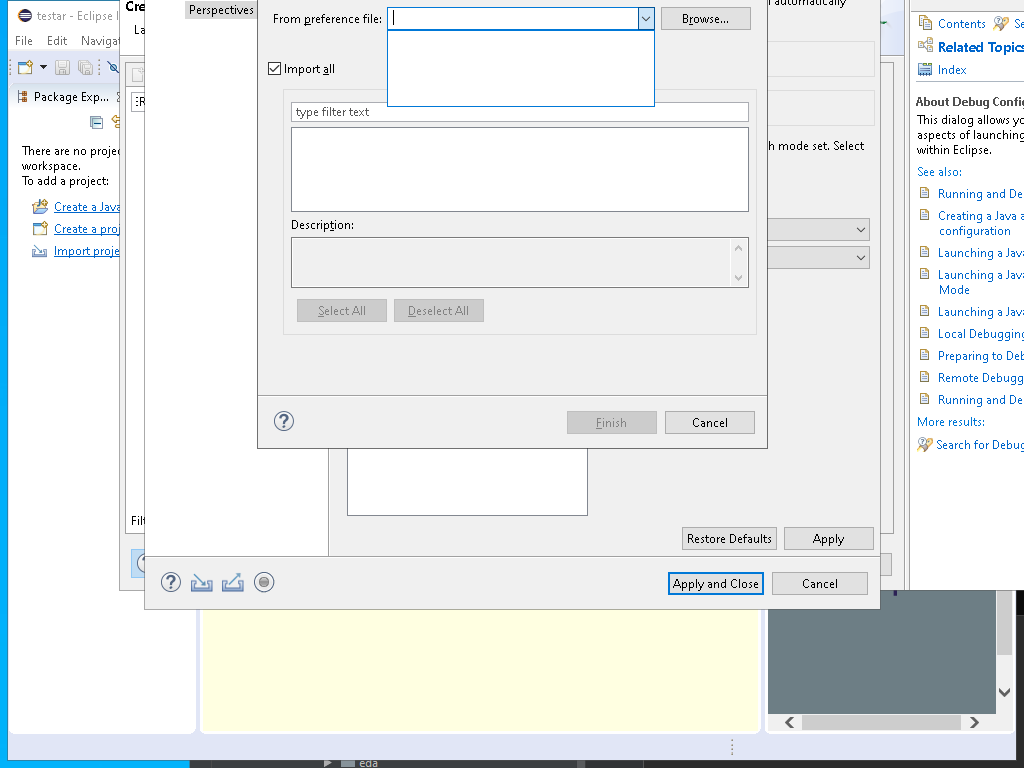 testar - Eclipse I
File Edit Navigat
Package Exp...
There are no proje
workspace.
To add a project:
Create a Java
Create a proj
Import proje
Cre
La
Filt
Perspectives
From preference file:
Browse...
Import all
type filter text
Description:
Select All
Deselect All
Finish
Cancel
automatically
h mode set. Select
Restore Defaults
Apply
Apply and Close
Cancel
Contents
Se
Related Topics
Index
About Debug Confi
This dialog allows yo
aspects of launching
within Eclipse.
See also:
Running and De
Creating a Java a
configuration
Launching a Java
Launching a Java
Mode
Launching a Java
Local Debugging
Preparing to Deb
Remote Debugg
Running and De
More results:
Search for Debug
eda